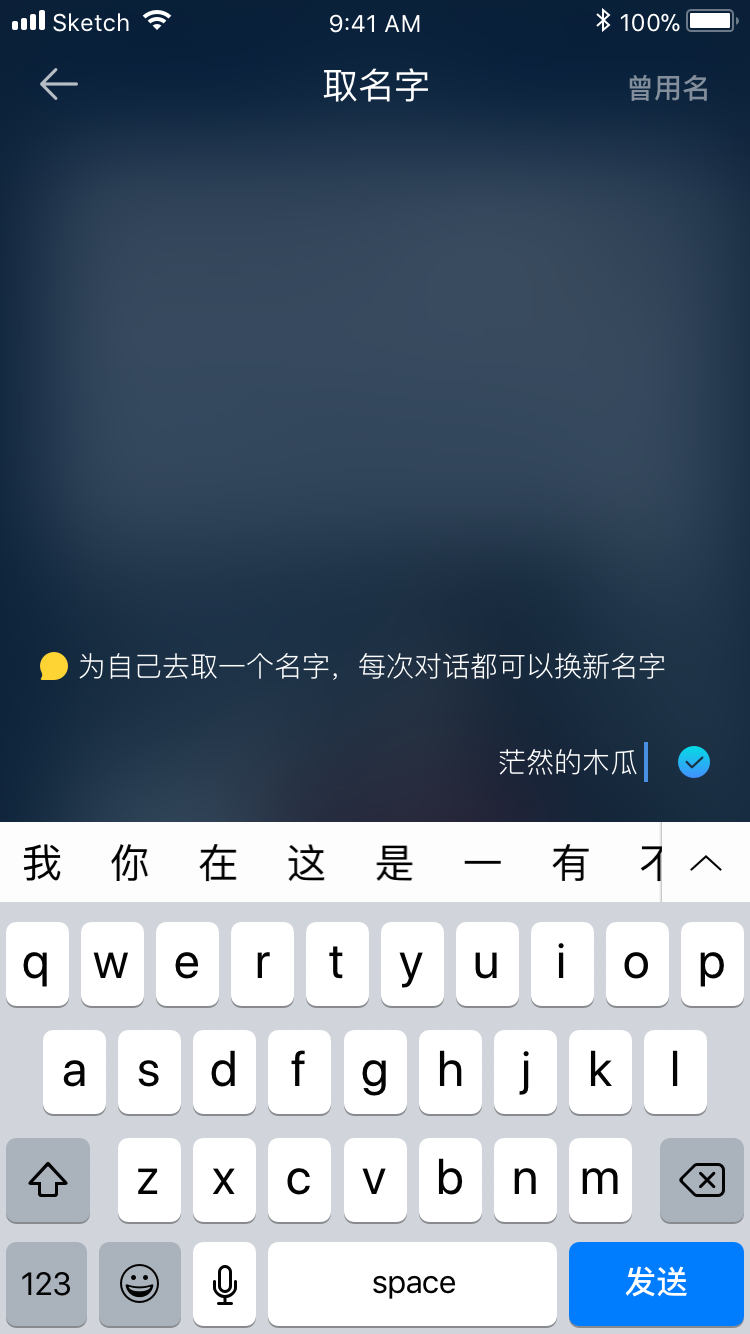 Sketch 9:41 AM 100%
取名字 曾用名
为自己去取一个名字，每次对话都可以换新名字
茫然的木瓜
我 你 在 这 是 一 有
q w e r t y u i o p
a s d f g h j k l
z x c v b n m
123 space 发送